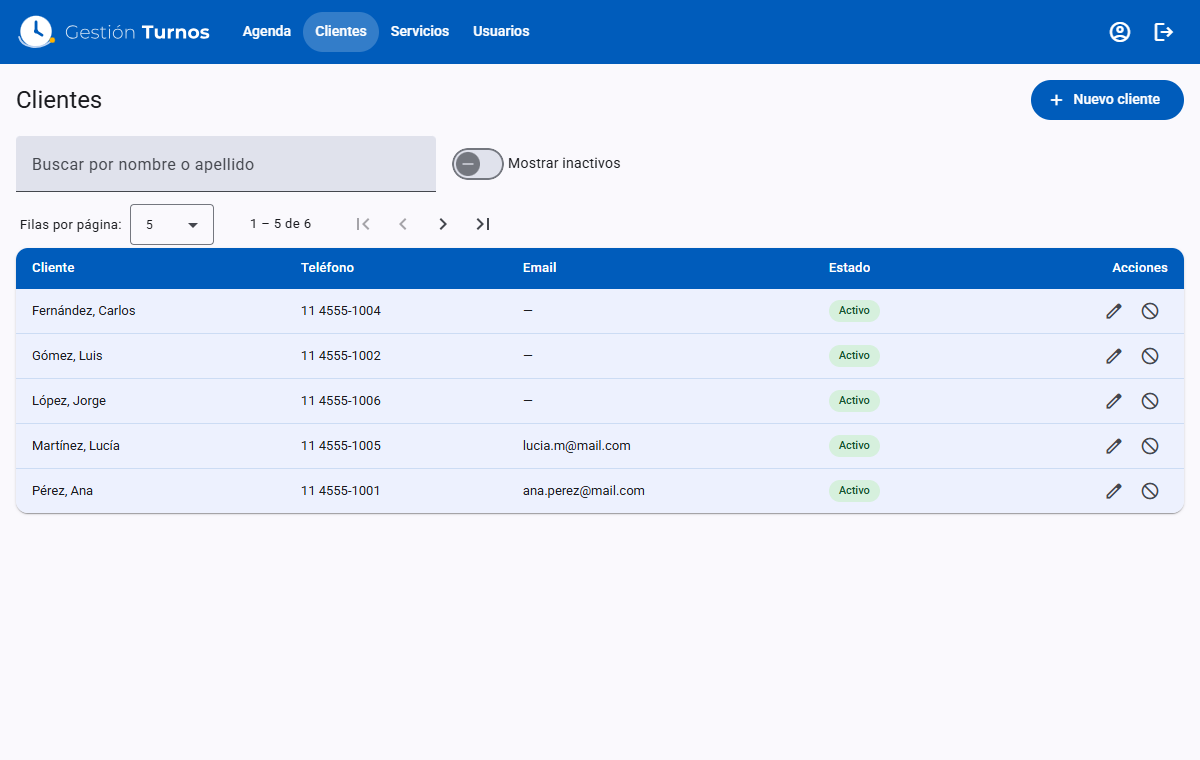 Gestión Turnos Agenda Clientes Servicios Usuarios
Clientes
Nuevo cliente
Buscar por nombre o apellido
Mostrar inactivos
Filas por página: 5 1 – 5 de 6
Cliente Teléfono Email Estado Acciones
Fernández, Carlos 11 4555-1004 — Activo
Gómez, Luis 11 4555-1002 — Activo
López, Jorge 11 4555-1006 — Activo
Martínez, Lucía 11 4555-1005 lucia.m@mail.com Activo
Pérez, Ana 11 4555-1001 ana.perez@mail.com Activo